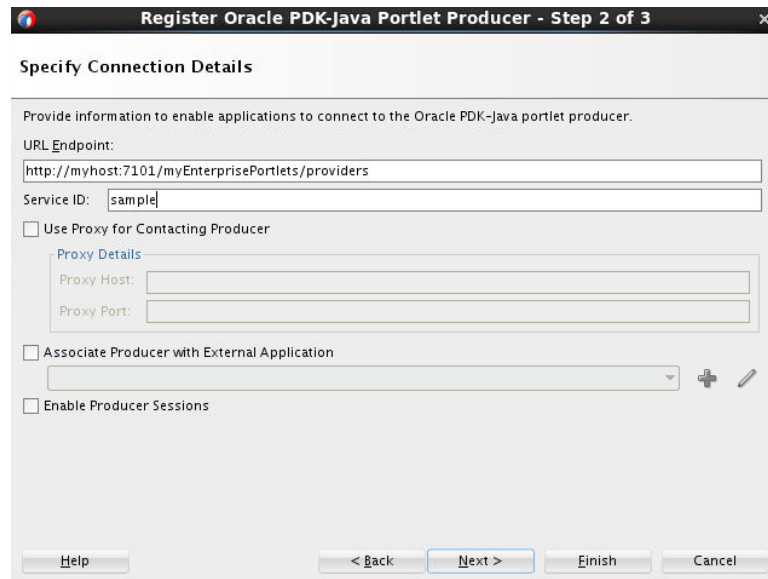 Register Oracle PDK-Java Portlet Producer - Step 2 of 3
Specify Connection Details
Provide information to enable applications to connect to the Oracle PDK-Java portlet producer.
URL Endpoint:
http://myhost:7101/myEnterprisePortlets/providers
Service ID: sample
Use Proxy for Contacting Producer
Proxy Details
Proxy Host:
Proxy Port:
Associate Producer with External Application
Enable Producer Sessions
Help < Back Next > Finish Cancel